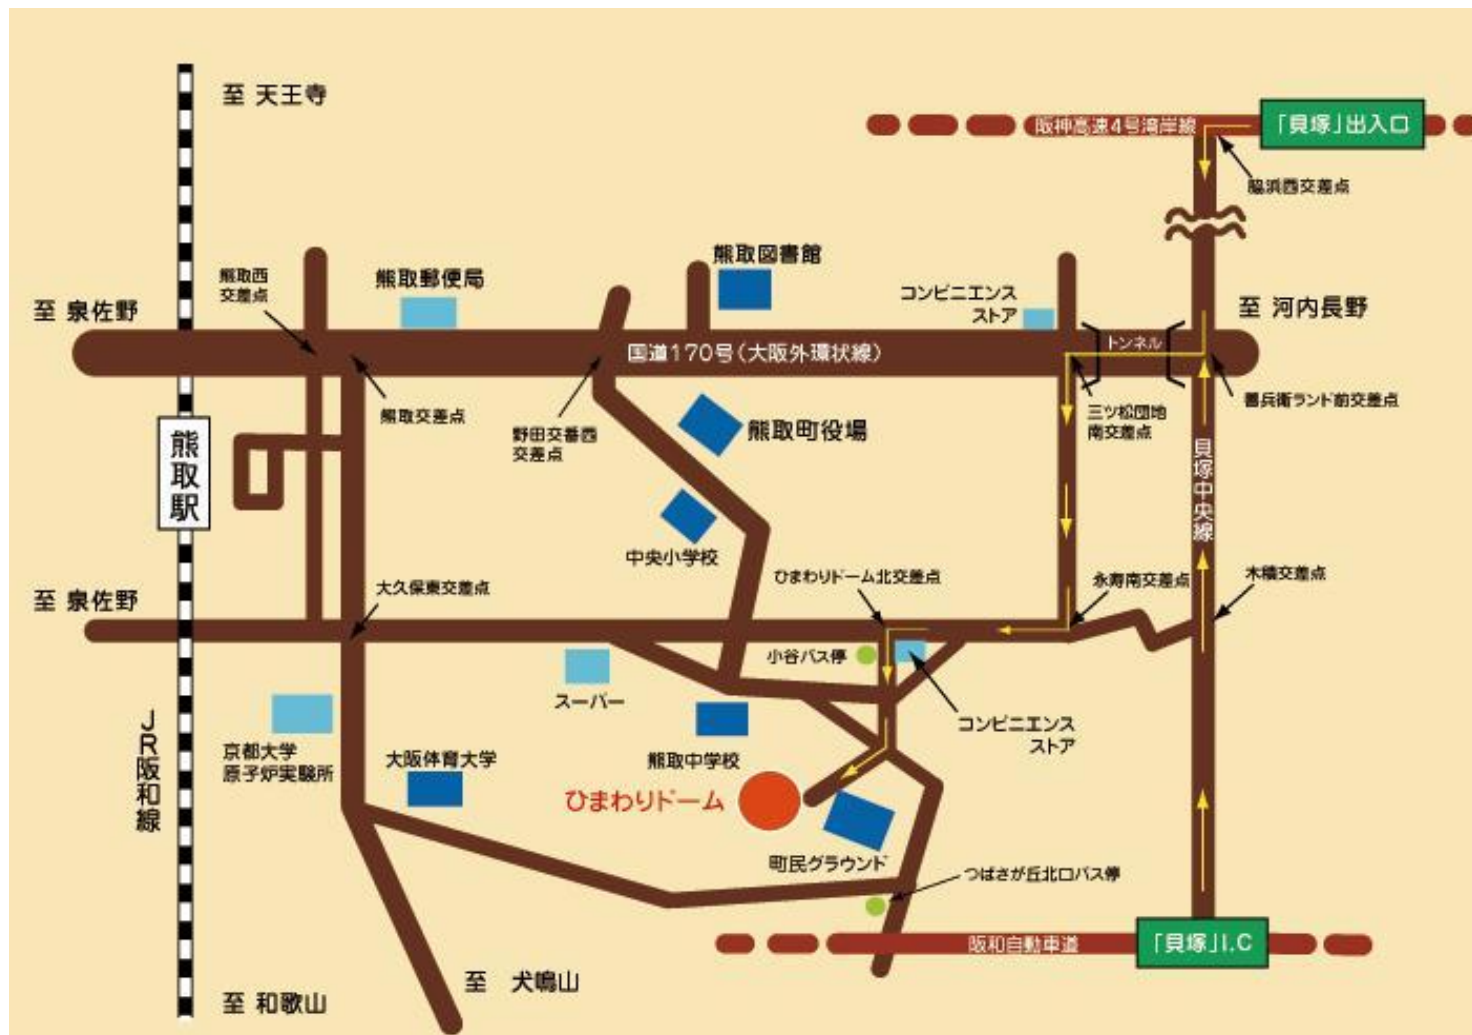 至 天王寺
阪神高速4号湾岸線
「貝塚」出入口
脇浜西交差点
熊取西
交差点
熊取郵便局
熊取図書館
コンビニエンス
ストア
至 泉佐野
至 河内長野
国道170号(大阪外環状線)
トンネル
熊取交差点
野田交番西
交差点
熊取町役場
三ツ松団地
南交差点
善兵衛ランド前交差点
熊取駅
貝塚中央線
中央小学校
ひまわりドーム北交差点
永寿南交差点
木積交差点
大久保東交差点
至 泉佐野
小谷バス停
スーパー
コンビニエンス
ストア
JR阪和線
京都大学
原子炉実験所
大阪体育大学
熊取中学校
ひまわりドーム
町民グラウンド
つばさが丘北口バス停
阪和自動車道
「貝塚」I.C
至 犬鳴山
至 和歌山